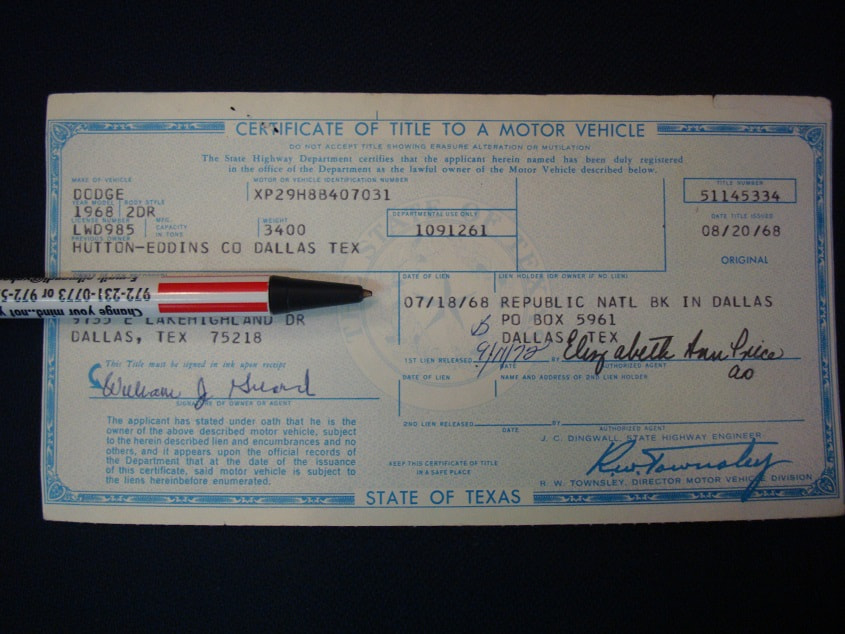 CERTIFICATE OF TITLE TO A MOTOR VEHICLE
DO NOT ACCEPT TITLE SHOWING ERASURE ALTERATION OR MUTILATION
The State Highway Department certifies that the applicant herein named has been duly registered
in the office of the Department as the lawful owner of the Motor Vehicle described below.
MAKE OF VEHICLE MOTOR OR VEHICLE IDENTIFICATION NUMBER TITLE NUMBER
DODGE XP29H8B407031 51145334
YEAR MODEL BODY STYLE DEPARTMENTAL USE ONLY DATE TITLE ISSUED
1968 2DR
LICENSE NUMBER MFG. CAPACITY IN TONS WEIGHT
LWD985 3400 1091261 08/20/68
PREVIOUS OWNER
HUTTON-EDDINS CO DALLAS TEX ORIGINAL
DATE OF LIEN LIEN HOLDER (OR OWNER IF NO LIEN)
972-231-0773 or 972-5
Change your mind..not y
07/18/68 REPUBLIC NATL BK IN DALLAS
E LAKEHIGHLAND DR PO BOX 5961
DALLAS, TEX 75218 DALLAS TEX
1ST LIEN RELEASED 9/11/72 BY Elizabeth Ann Price
DATE AUTHORIZED AGENT
ao
This Title must be signed in ink upon receipt
DATE OF LIEN NAME AND ADDRESS OF 2ND LIEN HOLDER
William J
SIGNATURE OF OWNER OR AGENT
2ND LIEN RELEASED BY
DATE AUTHORIZED AGENT
The applicant has stated under oath that he is the
owner of the above described motor vehicle, subject
to the herein described lien and encumbrances and no
others, and if appears upon the official records of
the Department that at the date of the issuance
of this certificate, said motor vehicle is subject to
the liens hereinbefore enumerated.
J. C. DINGWALL, STATE HIGHWAY ENGINEER
R.W. Townsley
KEEP THIS CERTIFICATE OF TITLE
IN A SAFE PLACE
R. W. TOWNSLEY, DIRECTOR MOTOR VEHICLE DIVISION
STATE OF TEXAS